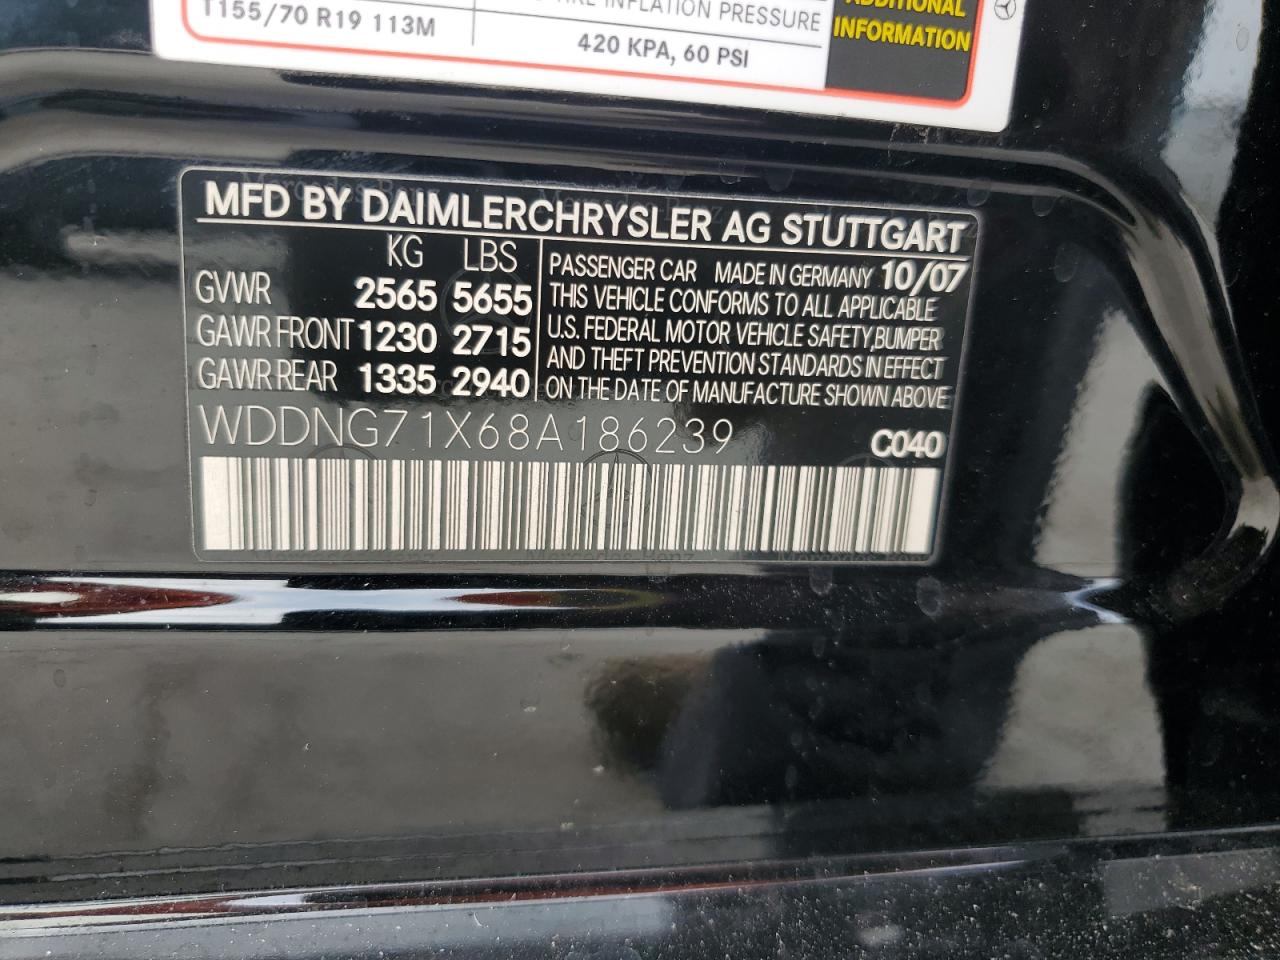 ADDITIONAL
TIRE INFLATION PRESSURE
INFORMATION
T155/70 R19 113M
420 KPA, 60 PSI
MFD BY DAIMLERCHRYSLER AG STUTTGART
KG LBS
GVWR 2565 5655
GAWR FRONT 1230 2715
GAWR REAR 1335 2940
PASSENGER CAR MADE IN GERMANY 10/07
THIS VEHICLE CONFORMS TO ALL APPLICABLE
U.S. FEDERAL MOTOR VEHICLE SAFETY,BUMPER
AND THEFT PREVENTION STANDARDS IN EFFECT
ON THE DATE OF MANUFACTURE SHOWN ABOVE
WDDNG71X68A186239
C040
Mercedes-Benz